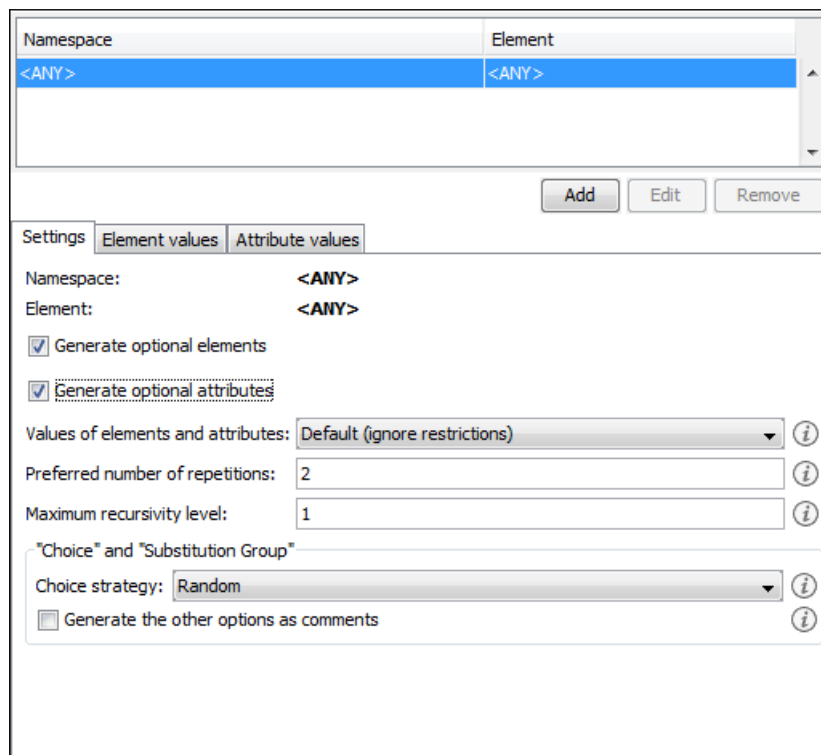 Namespace Element
<ANY> <ANY>
Add Edit Remove
Settings Element values Attribute values
Namespace: <ANY>
Element: <ANY>
Generate optional elements
Generate optional attributes
Values of elements and attributes: Default (ignore restrictions)
Preferred number of repetitions: 2
Maximum recursivity level: 1
"Choice" and "Substitution Group"
Choice strategy: Random
Generate the other options as comments